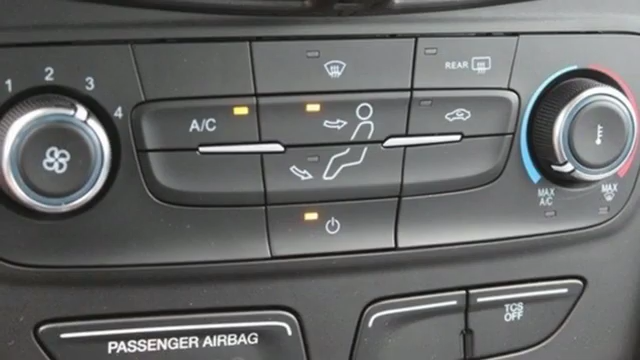 1 2 3 4
REAR
A/C
MAX
A/C
MAX
TCS
OFF
PASSENGER AIRBAG